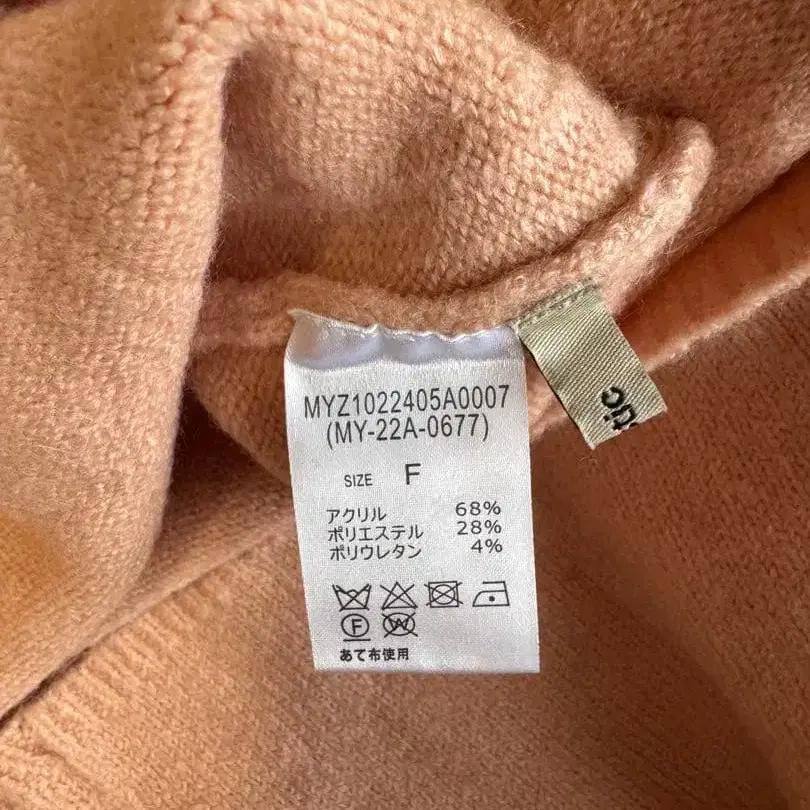 MYZ1022405A0007
(MY-22A-0677)
SIZE F
アクリル 68%
ポリエステル 28%
ポリウレタン 4%
F
W
あて布使用